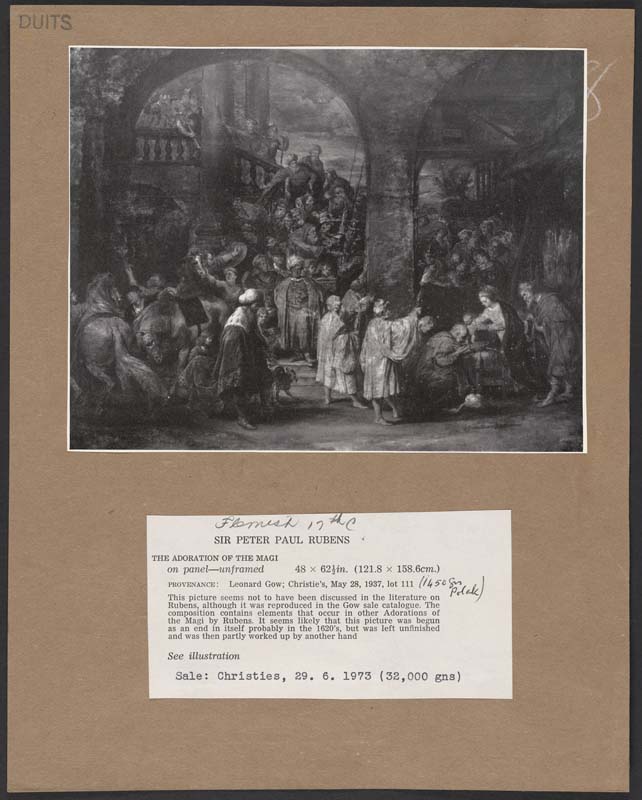 DUITS
8
Flemish 17th C
SIR PETER PAUL RUBENS
THE ADORATION OF THE MAGI
on panel—unframed 48 × 62½in. (121.8 × 158.6cm.)
PROVENANCE: Leonard Gow; Christie's, May 28, 1937, lot 111 (1450 gns
Polak)
This picture seems not to have been discussed in the literature on
Rubens, although it was reproduced in the Gow sale catalogue. The
composition contains elements that occur in other Adorations of
the Magi by Rubens. It seems likely that this picture was begun
as an end in itself probably in the 1620's, but was left unfinished
and was then partly worked up by another hand
See illustration
Sale: Christies, 29. 6. 1973 (32,000 gns)